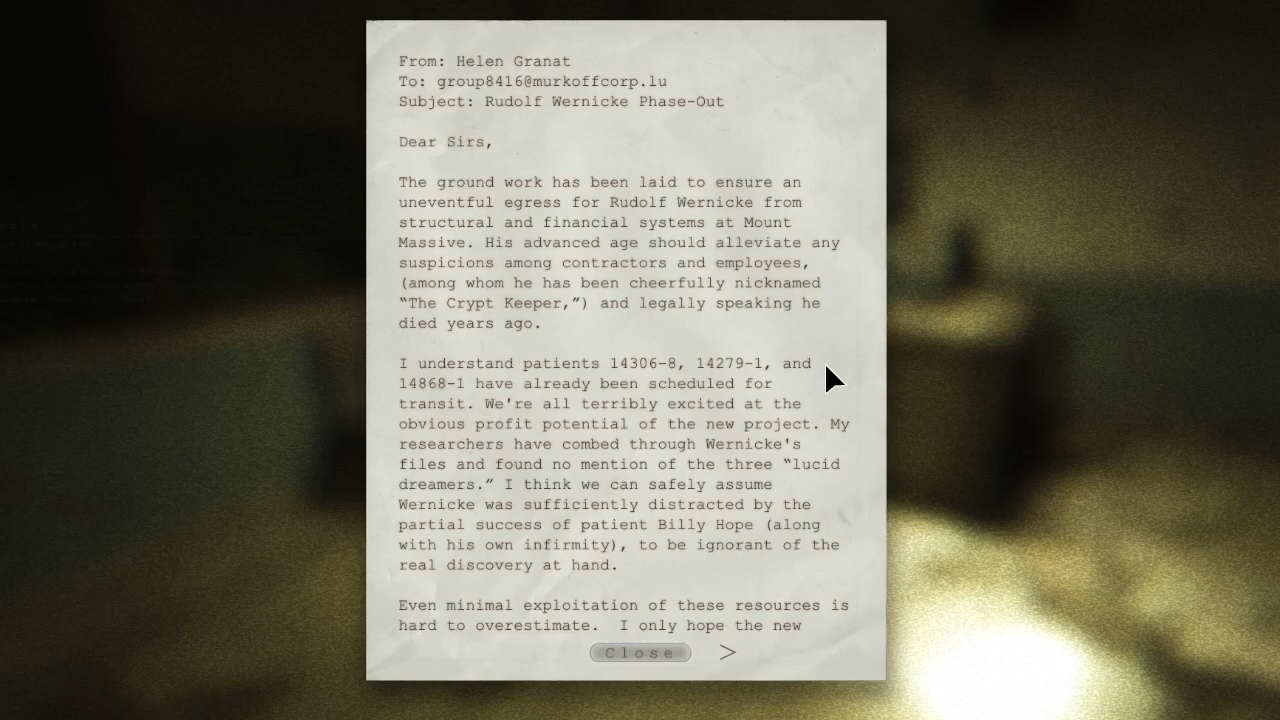 From: Helen Granat
To: group8416@murkoffcorp.lu
Subject: Rudolf Wernicke Phase-Out
Dear Sirs,
The ground work has been laid to ensure an
uneventful egress for Rudolf Wernicke from
structural and financial systems at Mount
Massive. His advanced age should alleviate any
suspicions among contractors and employees,
(among whom he has been cheerfully nicknamed
“The Crypt Keeper,”) and legally speaking he
died years ago.
I understand patients 14306-8, 14279-1, and
14868-1 have already been scheduled for
transit. We're all terribly excited at the
obvious profit potential of the new project. My
researchers have combed through Wernicke's
files and found no mention of the three “lucid
dreamers.” I think we can safely assume
Wernicke was sufficiently distracted by the
partial success of patient Billy Hope (along
with his own infirmity), to be ignorant of the
real discovery at hand.
Even minimal exploitation of these resources is
hard to overestimate.  I only hope the new
Close >